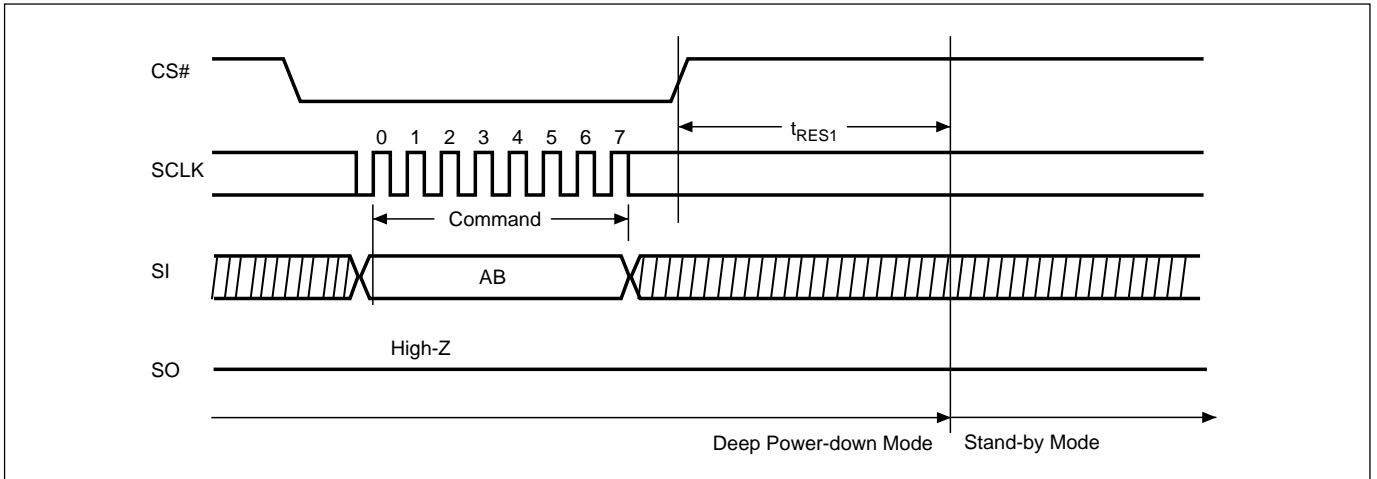 CS#
tRES1
0 1 2 3 4 5 6 7
SCLK
Command
SI
AB
High-Z
SO
Deep Power-down Mode Stand-by Mode